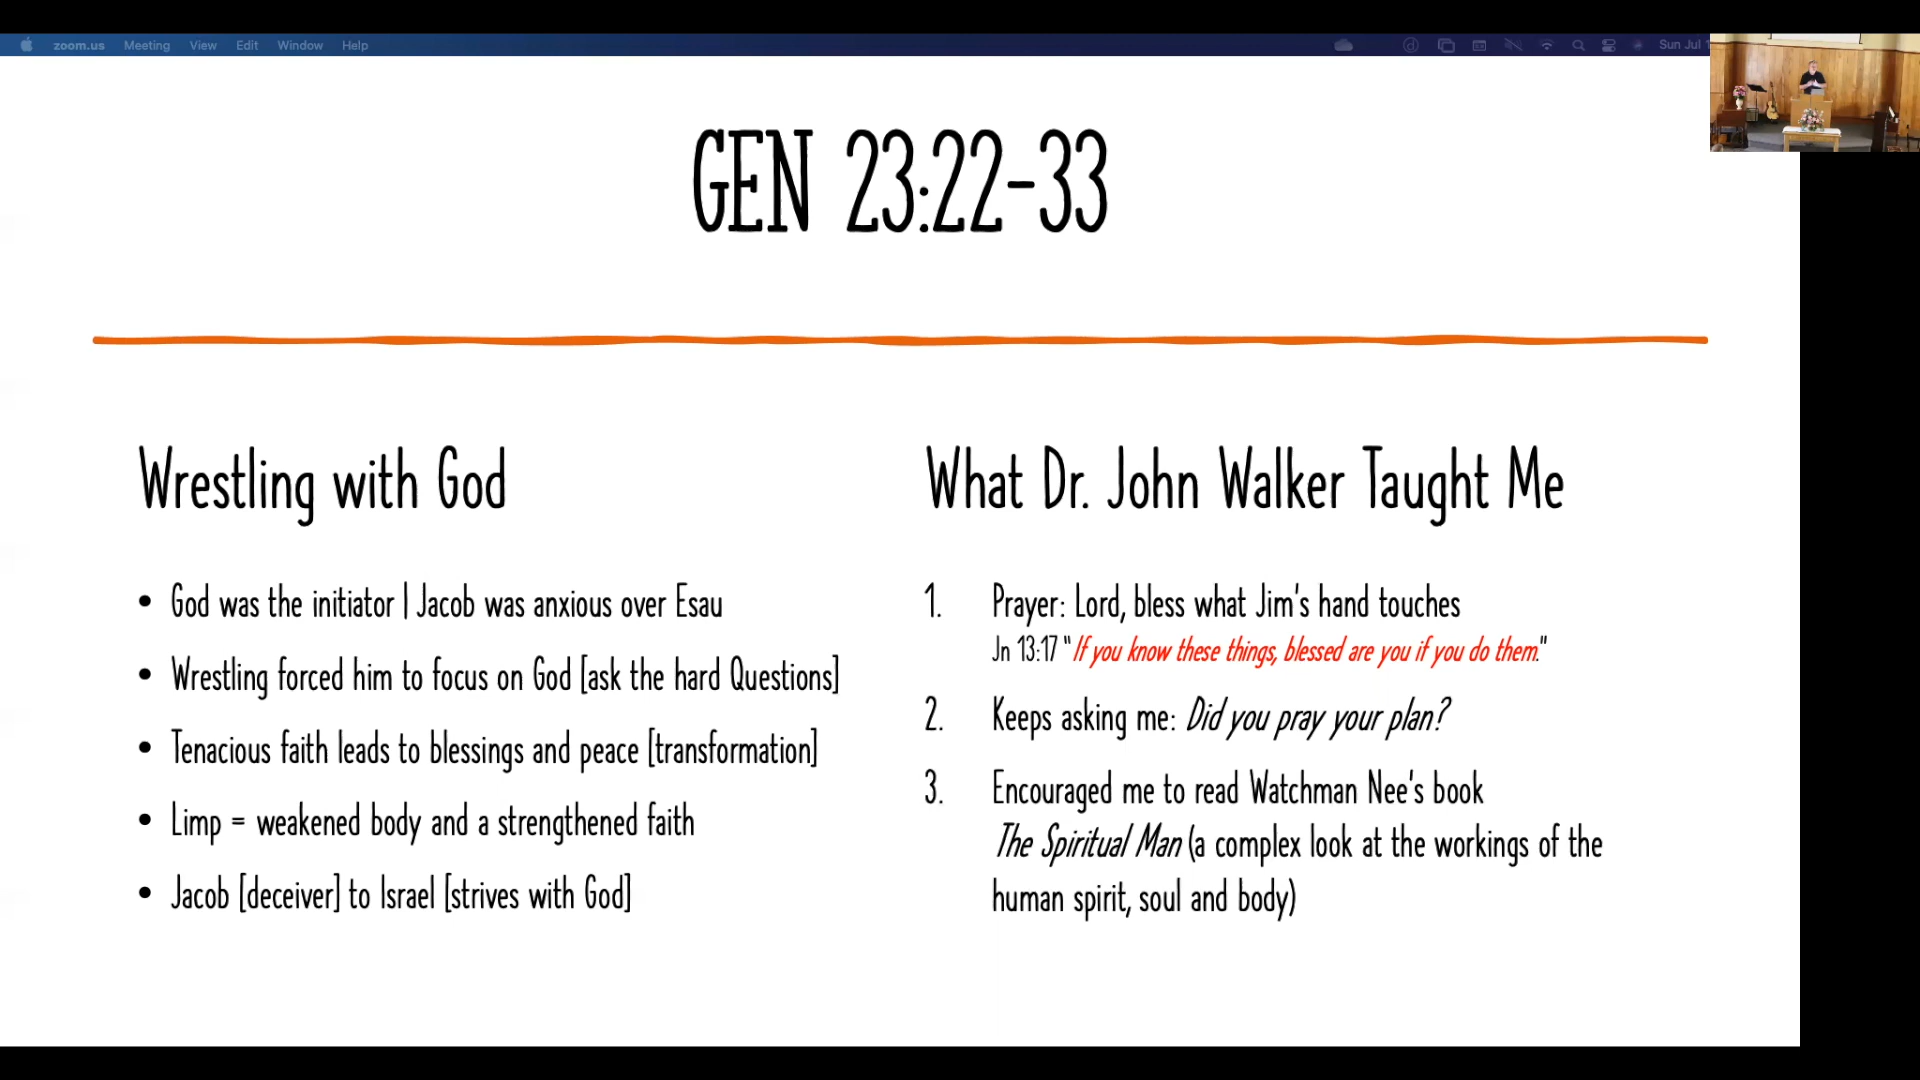 zoom.us Meeting View Edit Window Help
Sun Jul
GEN 23:22-33
Wrestling with God
• God was the initiator | Jacob was anxious over Esau
• Wrestling forced him to focus on God [ask the hard Questions]
• Tenacious faith leads to blessings and peace [transformation]
• Limp = weakened body and a strengthened faith
• Jacob [deceiver] to Israel [strives with God]
What Dr. John Walker Taught Me
1. Prayer: Lord, bless what Jim's hand touches
Jn 13:17 "If you know these things, blessed are you if you do them."
2. Keeps asking me: Did you pray your plan?
3. Encouraged me to read Watchman Nee's book
The Spiritual Man (a complex look at the workings of the
human spirit, soul and body)